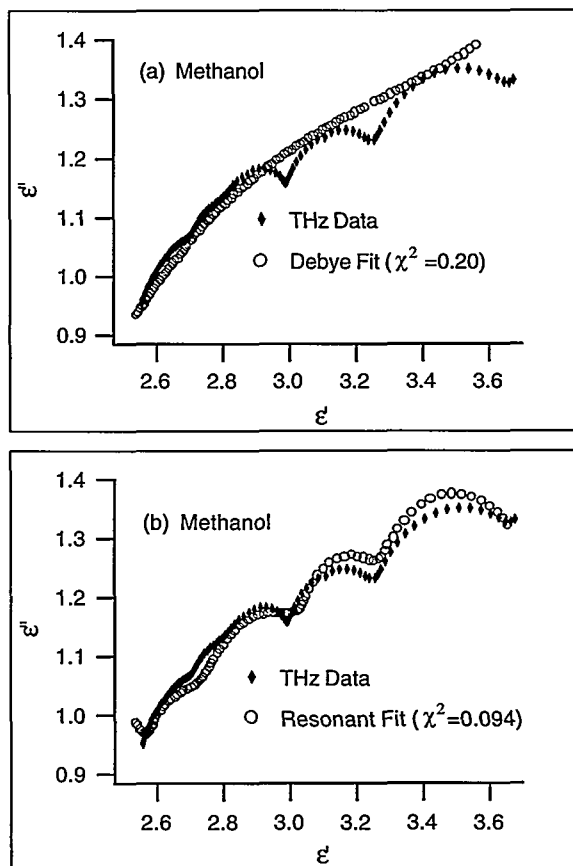 1.4
(a) Methanol
1.3
1.2
ε"
1.1
♦ THz Data
○ Debye Fit (χ² =0.20)
1.0
0.9
2.6 2.8 3.0 3.2 3.4 3.6
ε'
1.4
(b) Methanol
1.3
1.2
ε"
1.1
♦ THz Data
1.0
○ Resonant Fit (χ²=0.094)
0.9
2.6 2.8 3.0 3.2 3.4 3.6
ε'